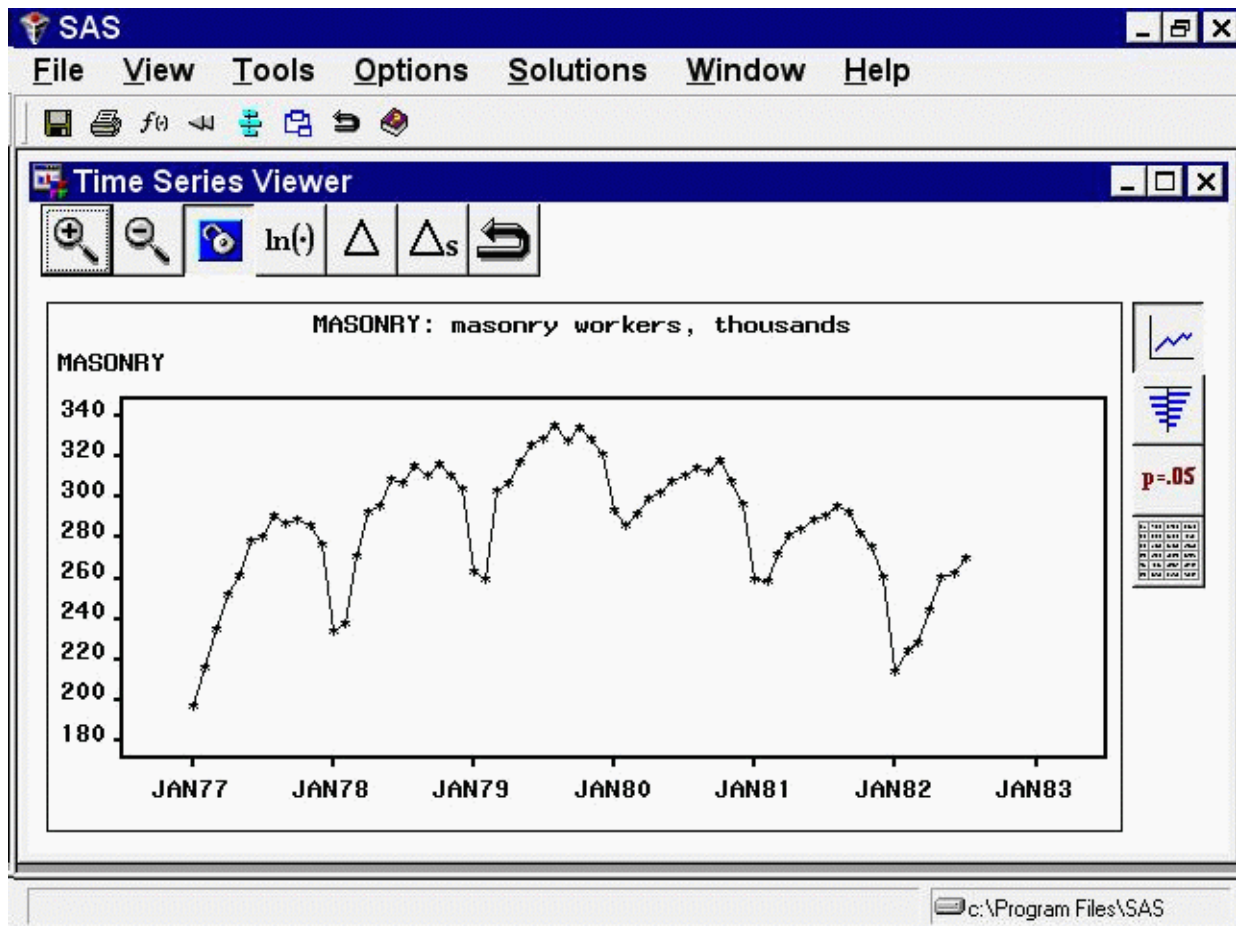 SAS
File View Tools Options Solutions Window Help
f(·)
Time Series Viewer
ln(·) Δ Δs
MASONRY: masonry workers, thousands
MASONRY
340
320
300
280
260
240
220
200
180
JAN77 JAN78 JAN79 JAN80 JAN81 JAN82 JAN83
p=.05
c:\Program Files\SAS